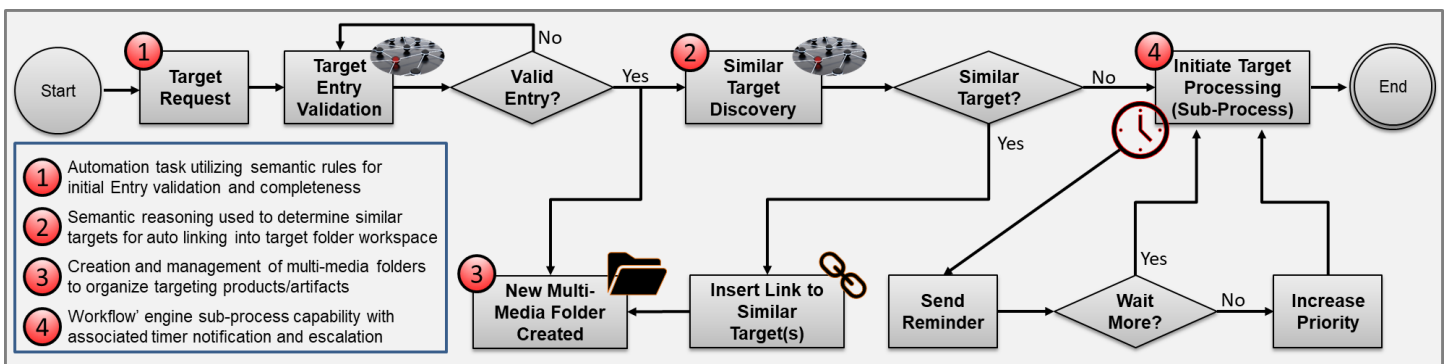 Start
1
Target
Request
Target
Entry
Validation
No
Valid
Entry?
Yes
2
Similar
Target
Discovery
Similar
Target?
No
Yes
4
Initiate Target
Processing
(Sub-Process)
End
1
Automation task utilizing semantic rules for
initial Entry validation and completeness
2
Semantic reasoning used to determine similar
targets for auto linking into target folder workspace
3
Creation and management of multi-media folders
to organize targeting products/artifacts
4
Workflow' engine sub-process capability with
associated timer notification and escalation
3
New Multi-
Media Folder
Created
Insert Link to
Similar
Target(s)
Send
Reminder
Yes
Wait
More?
No
Increase
Priority